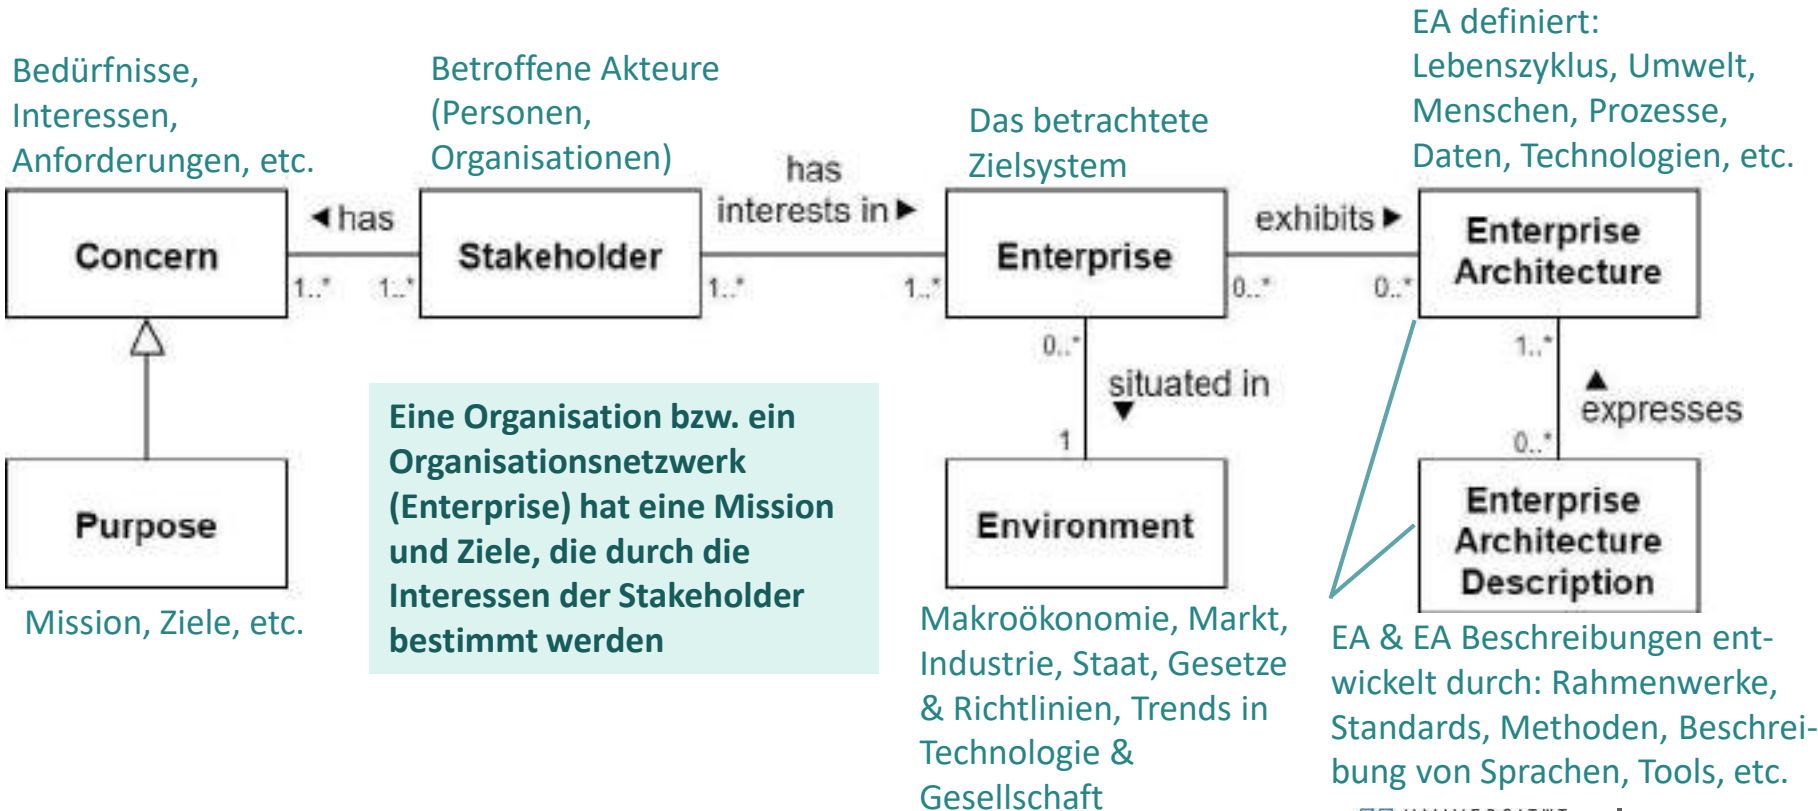 Bedürfnisse,
Interessen,
Anforderungen, etc.
Betroffene Akteure
(Personen,
Organisationen)
Das betrachtete
Zielsystem
EA definiert:
Lebenszyklus, Umwelt,
Menschen, Prozesse,
Daten, Technologien, etc.
Concern
◄has
1..*
1..*
Stakeholder
has
interests in►
1..*
1..*
Enterprise
exhibits►
0..*
0..*
Enterprise
Architecture
0..*
situated in
▼
1
1..*
▲
expresses
0..*
Purpose
Mission, Ziele, etc.
Eine Organisation bzw. ein
Organisationsnetzwerk
(Enterprise) hat eine Mission
und Ziele, die durch die
Interessen der Stakeholder
bestimmt werden
Environment
Makroökonomie, Markt,
Industrie, Staat, Gesetze
& Richtlinien, Trends in
Technologie &
Gesellschaft
Enterprise
Architecture
Description
EA & EA Beschreibungen ent-
wickelt durch: Rahmenwerke,
Standards, Methoden, Beschrei-
bung von Sprachen, Tools, etc.